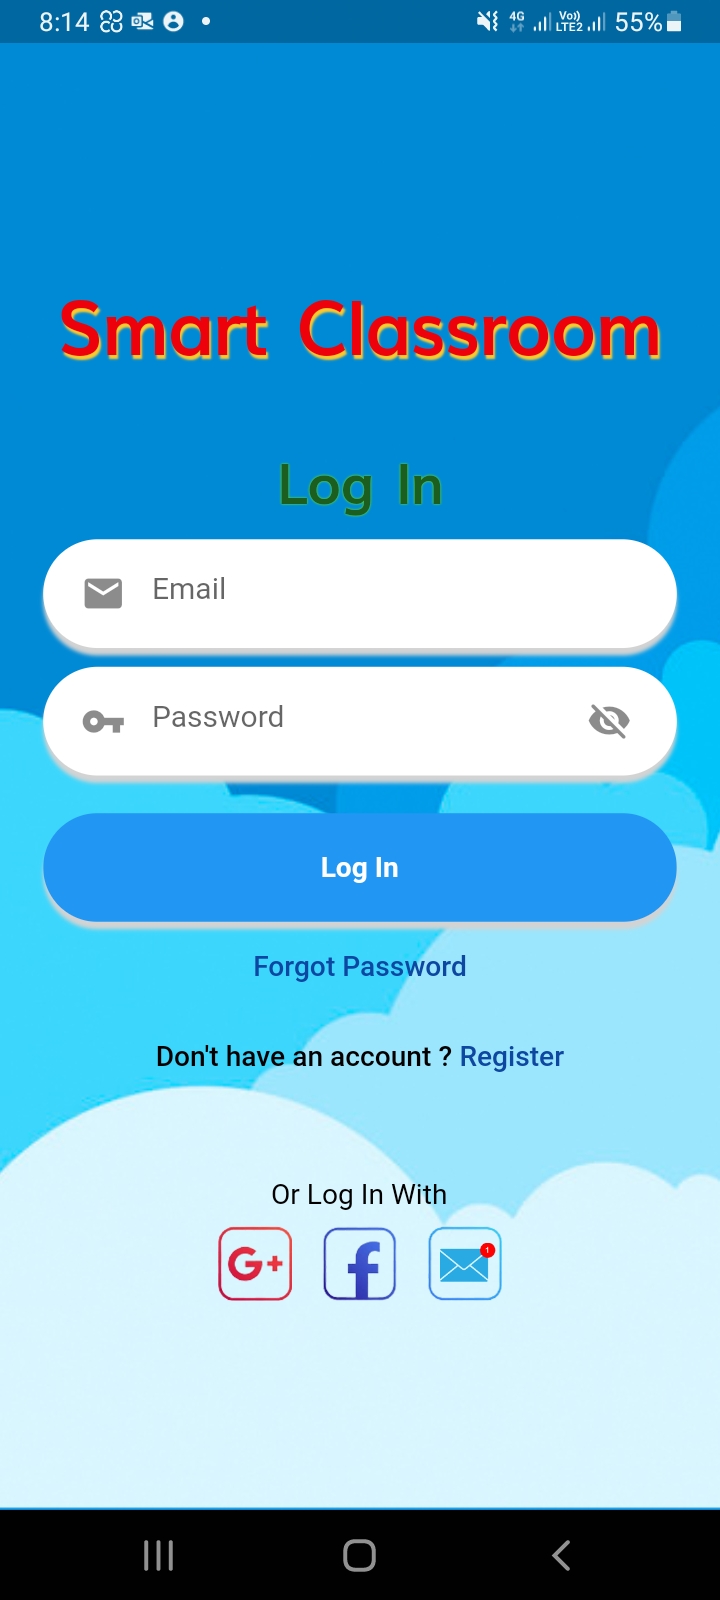 8:14 4G Vo)) LTE2 55%
Smart Classroom
Log In
Email
Password
Log In
Forgot Password
Don't have an account ? Register
Or Log In With
G+ f 1